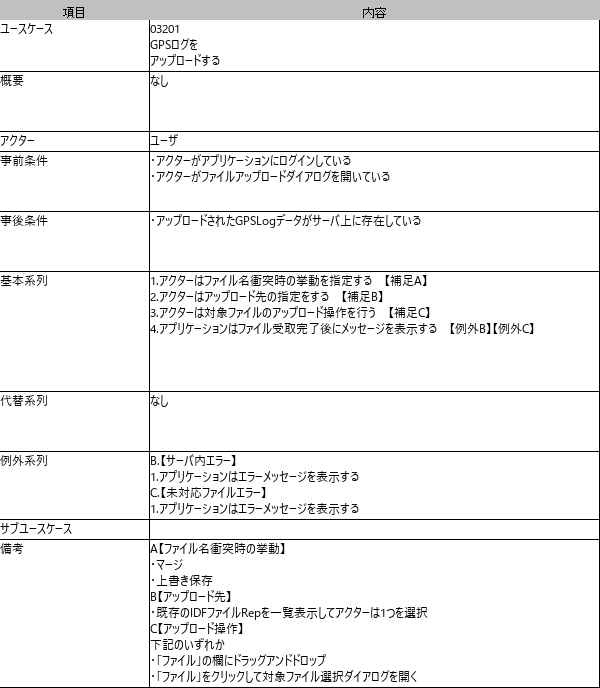 項目 内容
ユースケース 03201
GPSログを
アップロードする
概要 なし
アクター ユーザ
事前条件 ・アクターがアプリケーションにログインしている
・アクターがファイルアップロードダイアログを開いている
事後条件 ・アップロードされたGPSLogデータがサーバ上に存在している
基本系列 1.アクターはファイル名衝突時の挙動を指定する 【補足A】
2.アクターはアップロード先の指定をする 【補足B】
3.アクターは対象ファイルのアップロード操作を行う 【補足C】
4.アプリケーションはファイル受取完了後にメッセージを表示する 【例外B】【例外C】
代替系列 なし
例外系列 B.【サーバ内エラー】
1.アプリケーションはエラーメッセージを表示する
C.【未対応ファイルエラー】
1.アプリケーションはエラーメッセージを表示する
サブユースケース
備考 A【ファイル名衝突時の挙動】
・マージ
・上書き保存
B【アップロード先】
・既存のIDFファイルRepを一覧表示してアクターは1つを選択
C【アップロード操作】
下記のいずれか
・「ファイル」の欄にドラッグアンドドロップ
・「ファイル」をクリックして対象ファイル選択ダイアログを開く